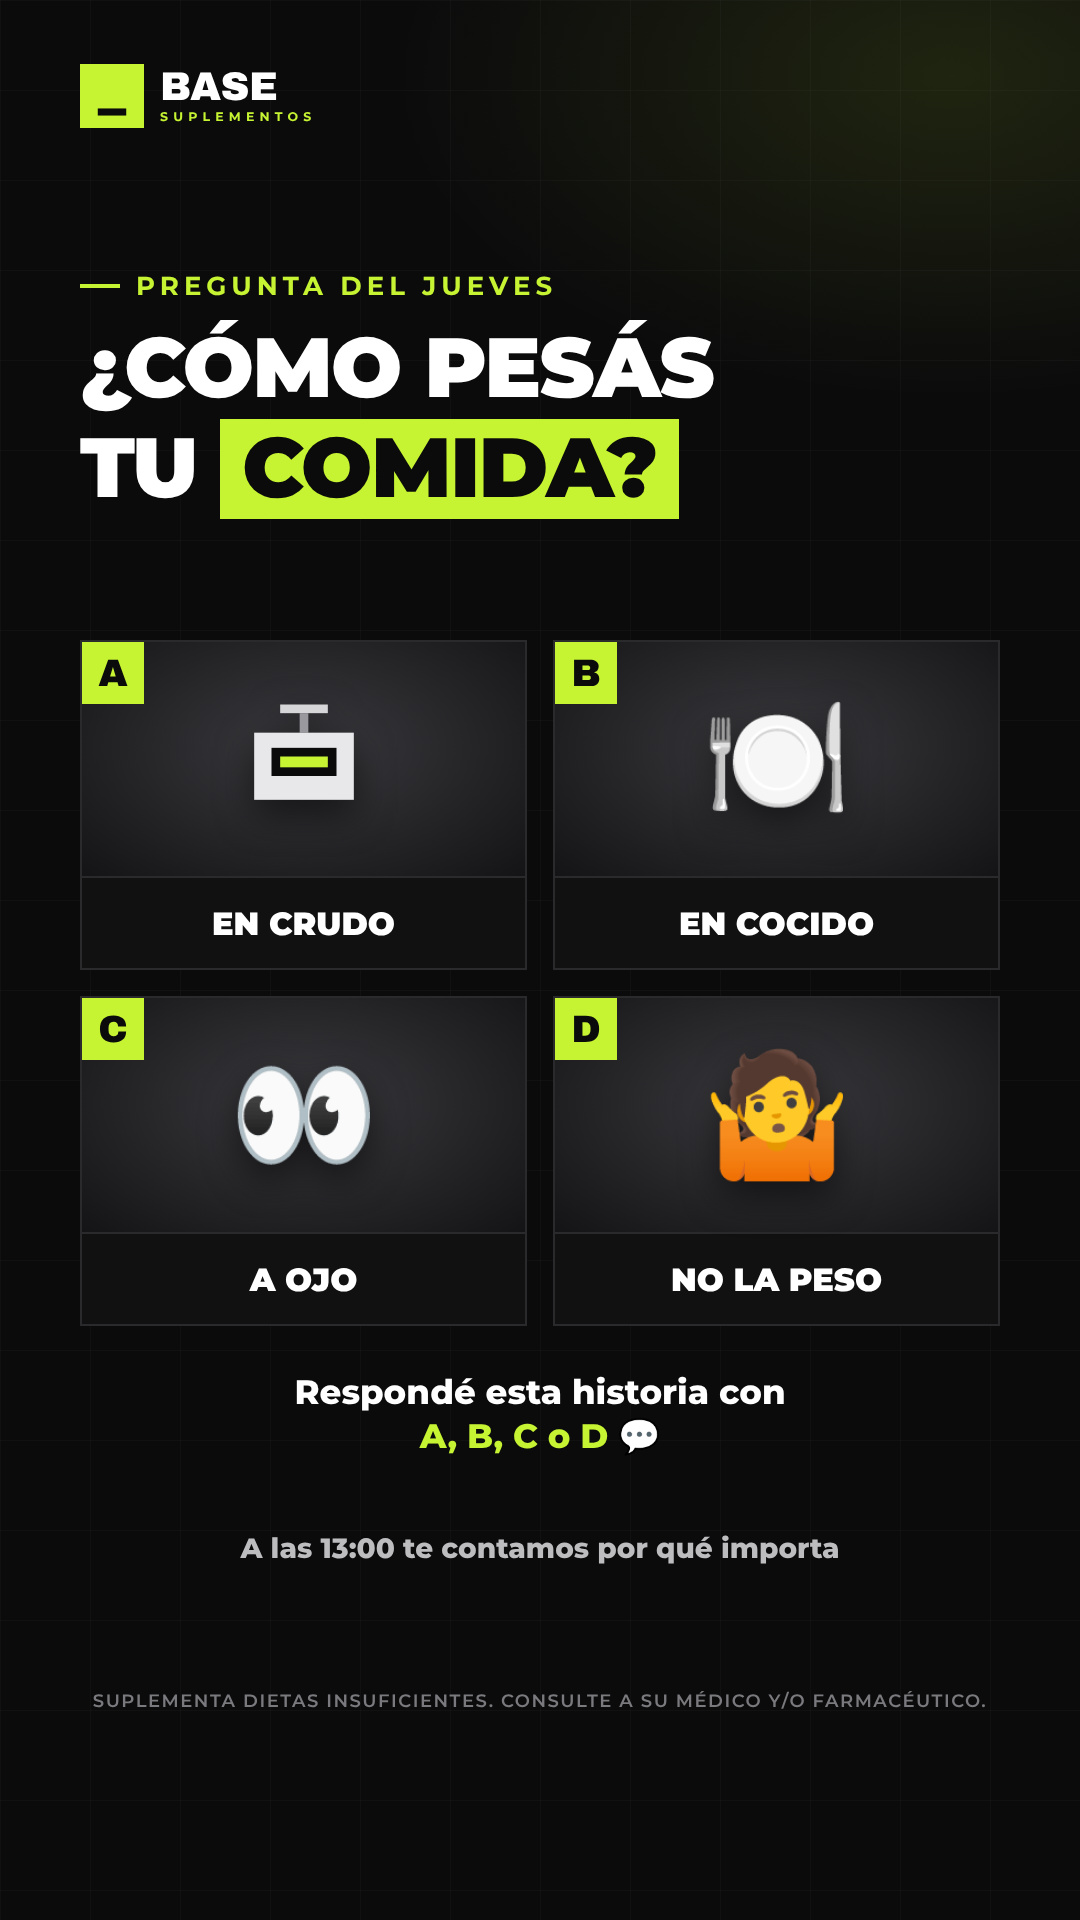 BASE
SUPLEMENTOS
PREGUNTA DEL JUEVES
¿CÓMO PESÁS
TU COMIDA?
A
B
EN CRUDO
EN COCIDO
C
D
A OJO
NO LA PESO
Respondé esta historia con
A, B, C o D 💬
A las 13:00 te contamos por qué importa
SUPLEMENTA DIETAS INSUFICIENTES. CONSULTE A SU MÉDICO Y/O FARMACÉUTICO.